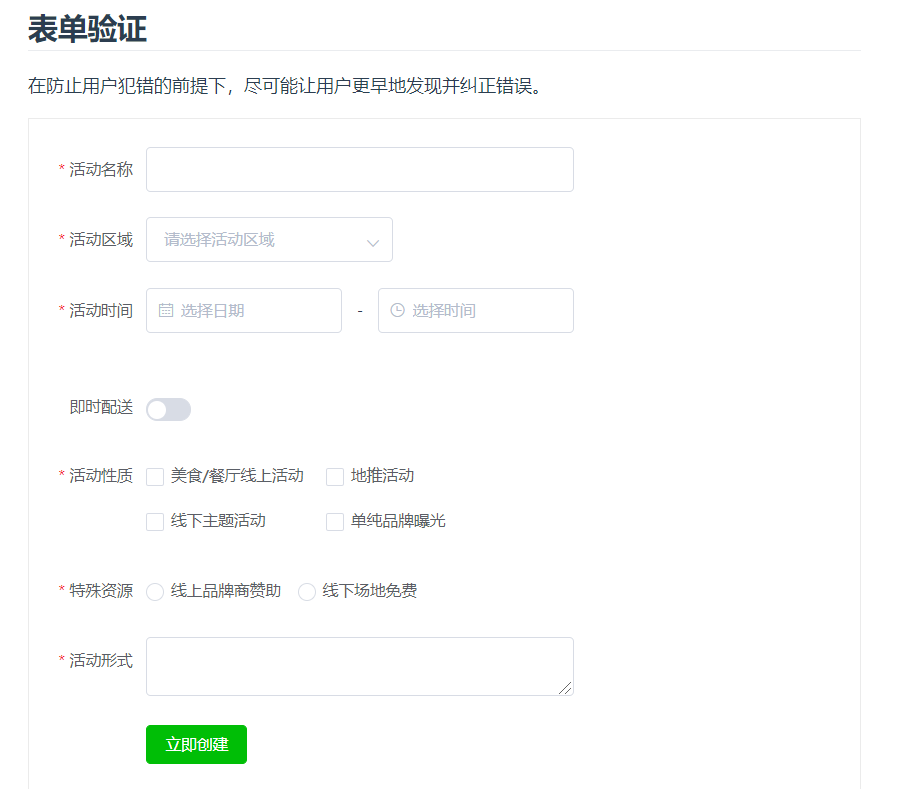 表单验证
在防止用户犯错的前提下，尽可能让用户更早地发现并纠正错误。
* 活动名称
* 活动区域 请选择活动区域
* 活动时间 选择日期 - 选择时间
即时配送
* 活动性质 美食/餐厅线上活动 地推活动
线下主题活动 单纯品牌曝光
* 特殊资源 线上品牌商赞助 线下场地免费
* 活动形式
立即创建